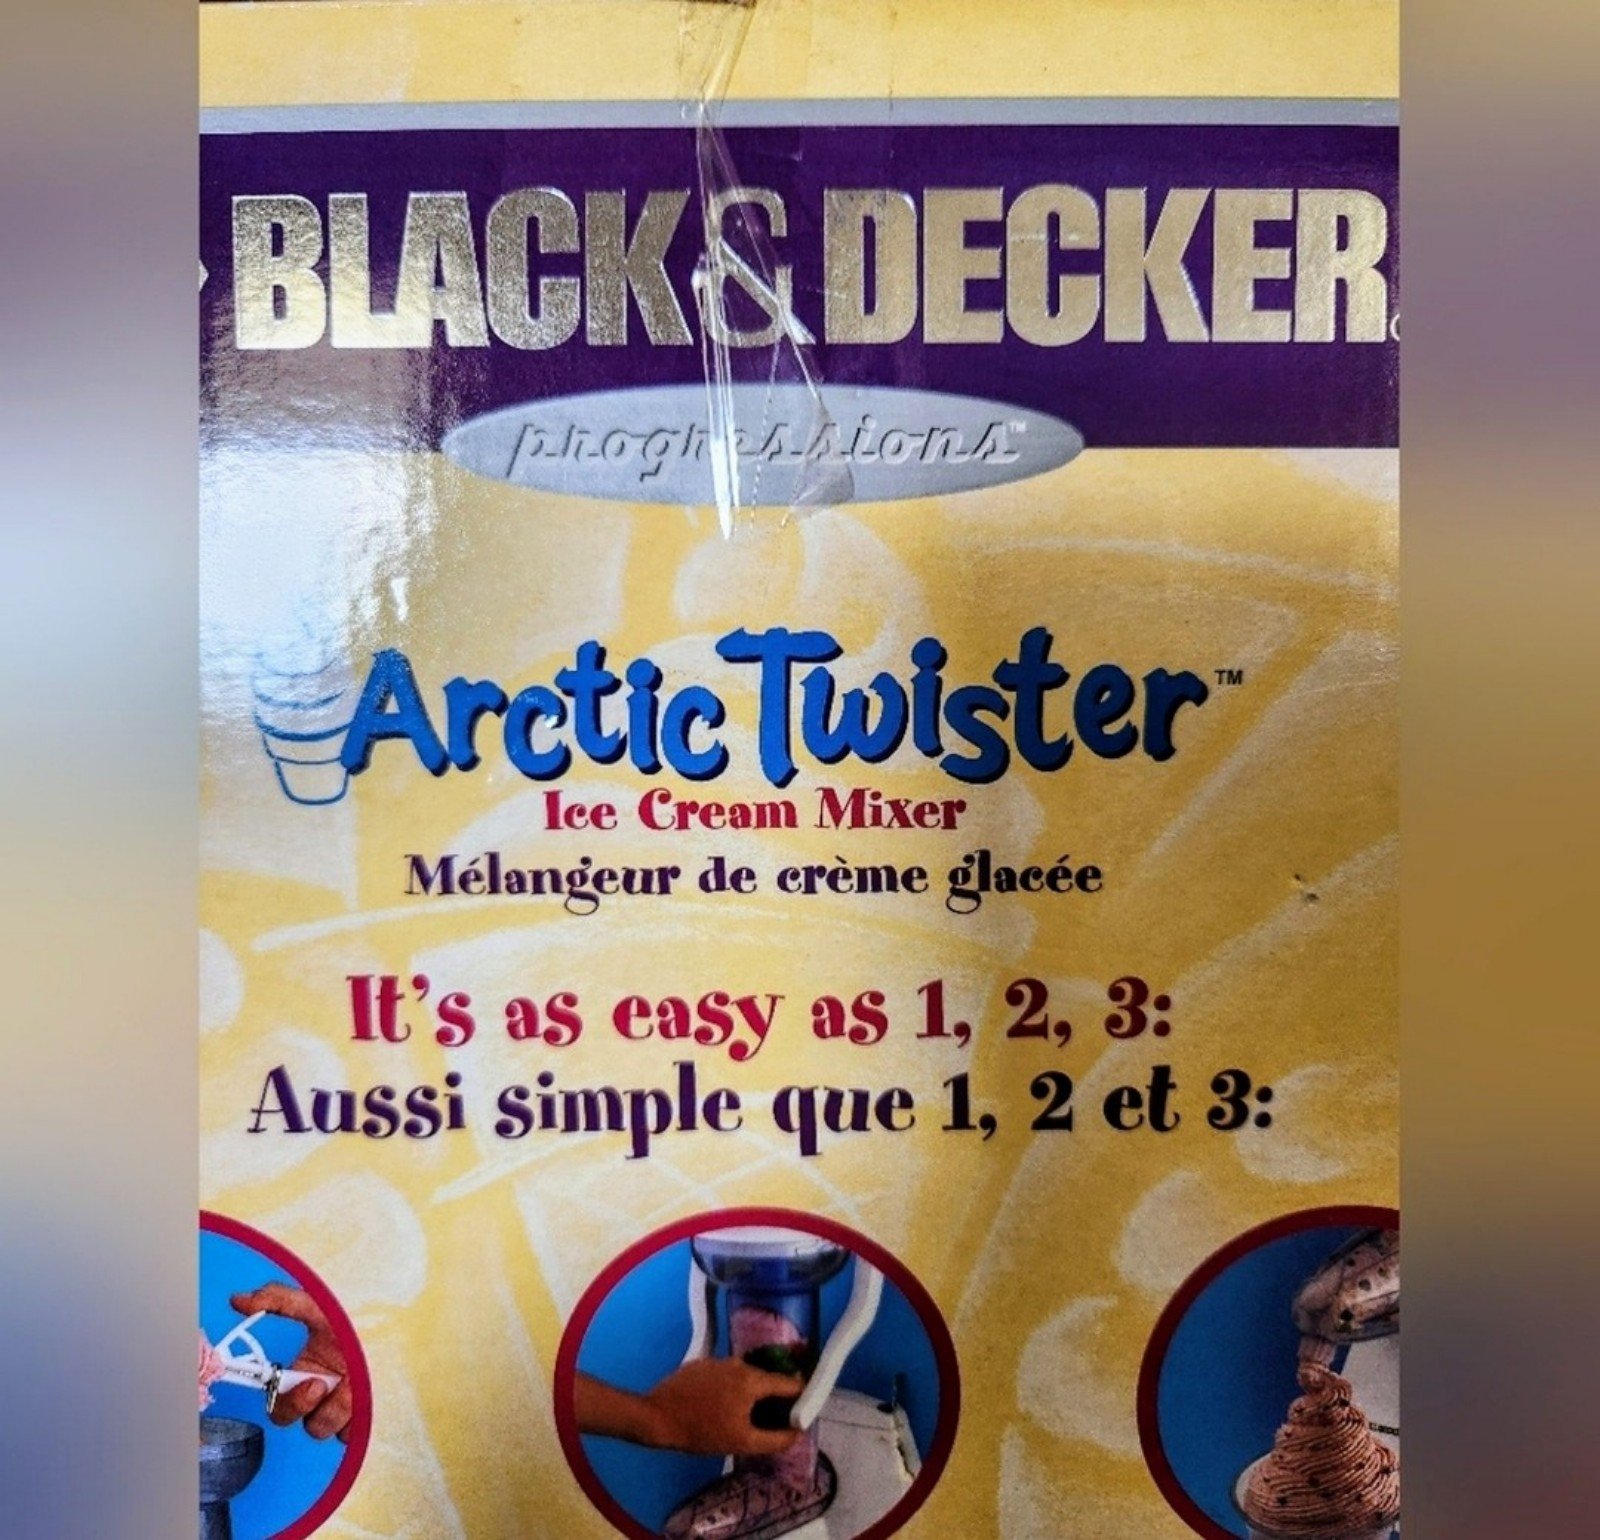 BLACK&DECKER
progressions™
Arctic Twister™
Ice Cream Mixer
Mélangeur de crème glacée
It's as easy as 1, 2, 3:
Aussi simple que 1, 2 et 3: